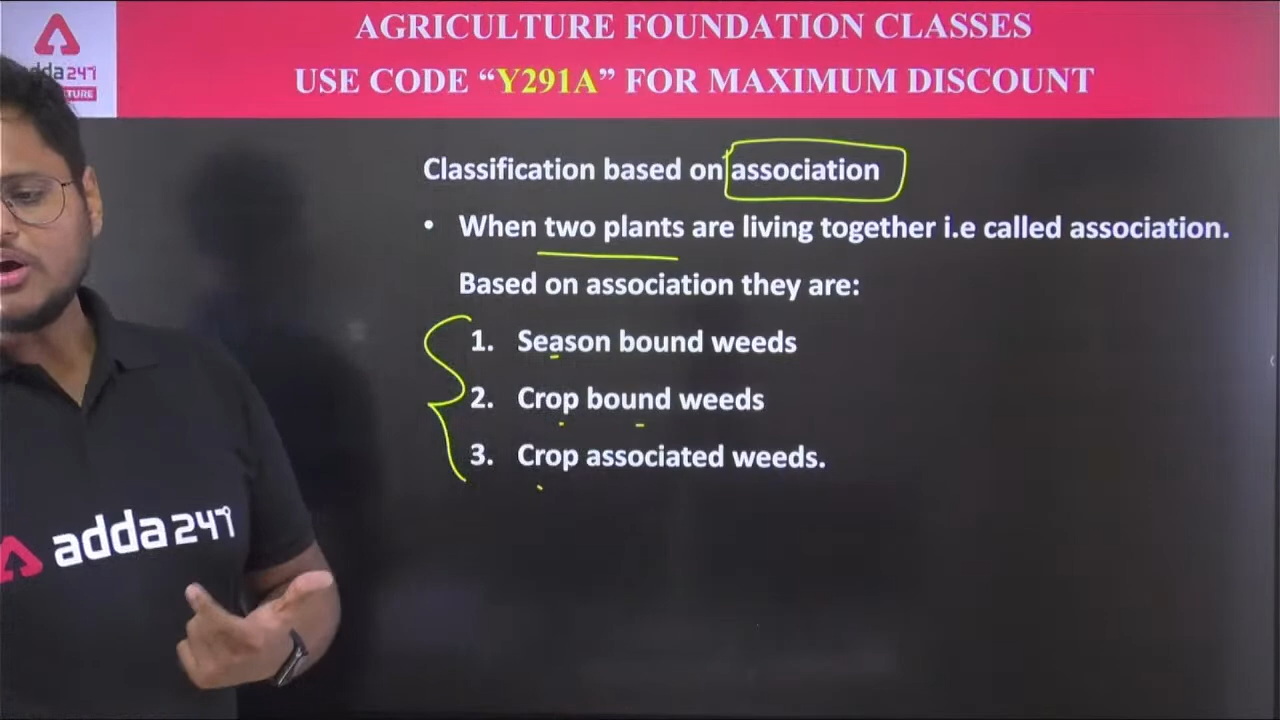 AGRICULTURE FOUNDATION CLASSES
USE CODE “Y291A” FOR MAXIMUM DISCOUNT
adda247
TURE
Classification based on association
• When two plants are living together i.e called association.
Based on association they are:
1. Season bound weeds
2. Crop bound weeds
3. Crop associated weeds.
adda247